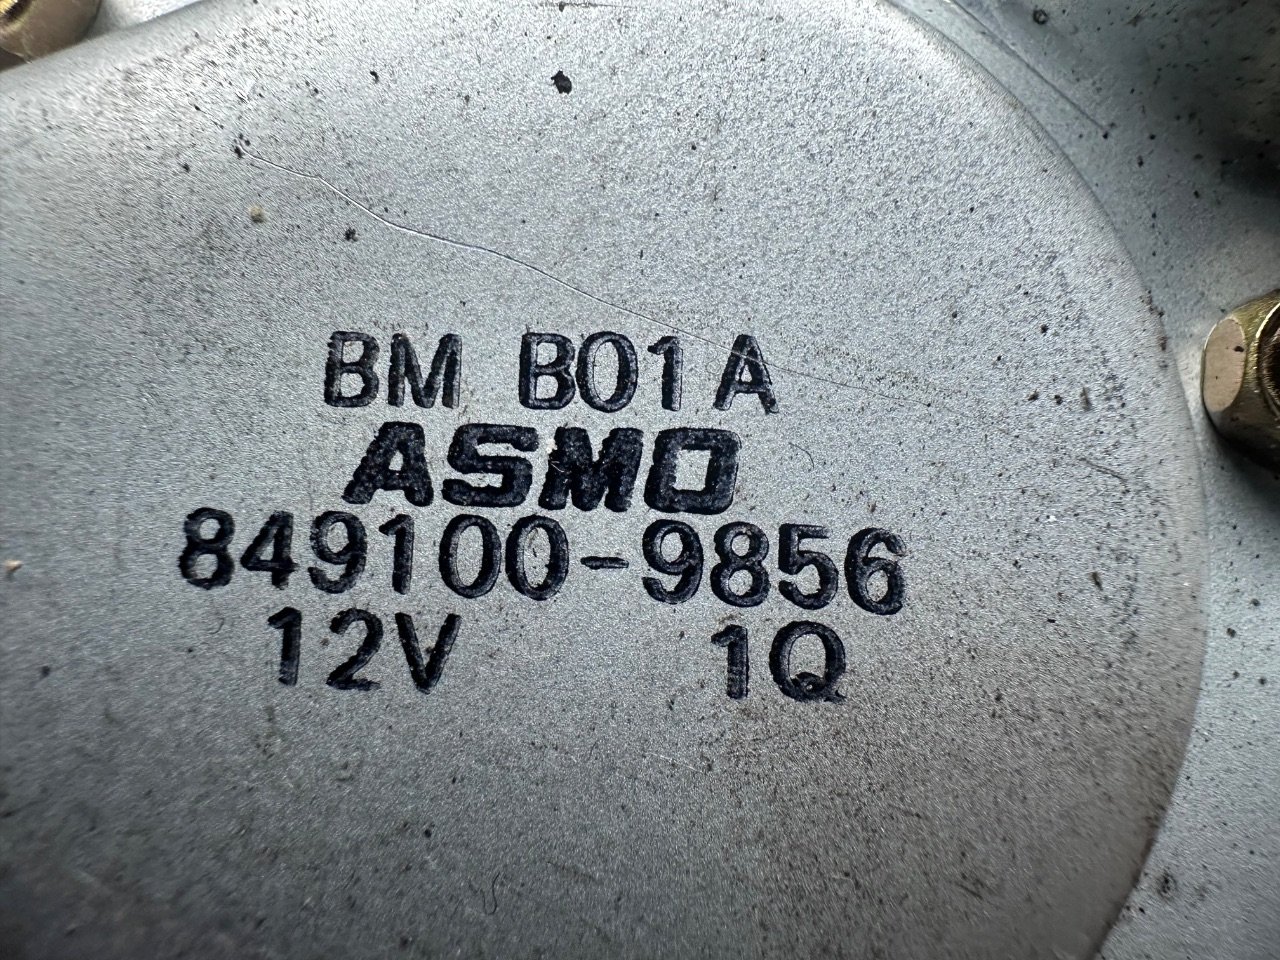 BM B01A
ASMO
849100-9856
12V 1Q